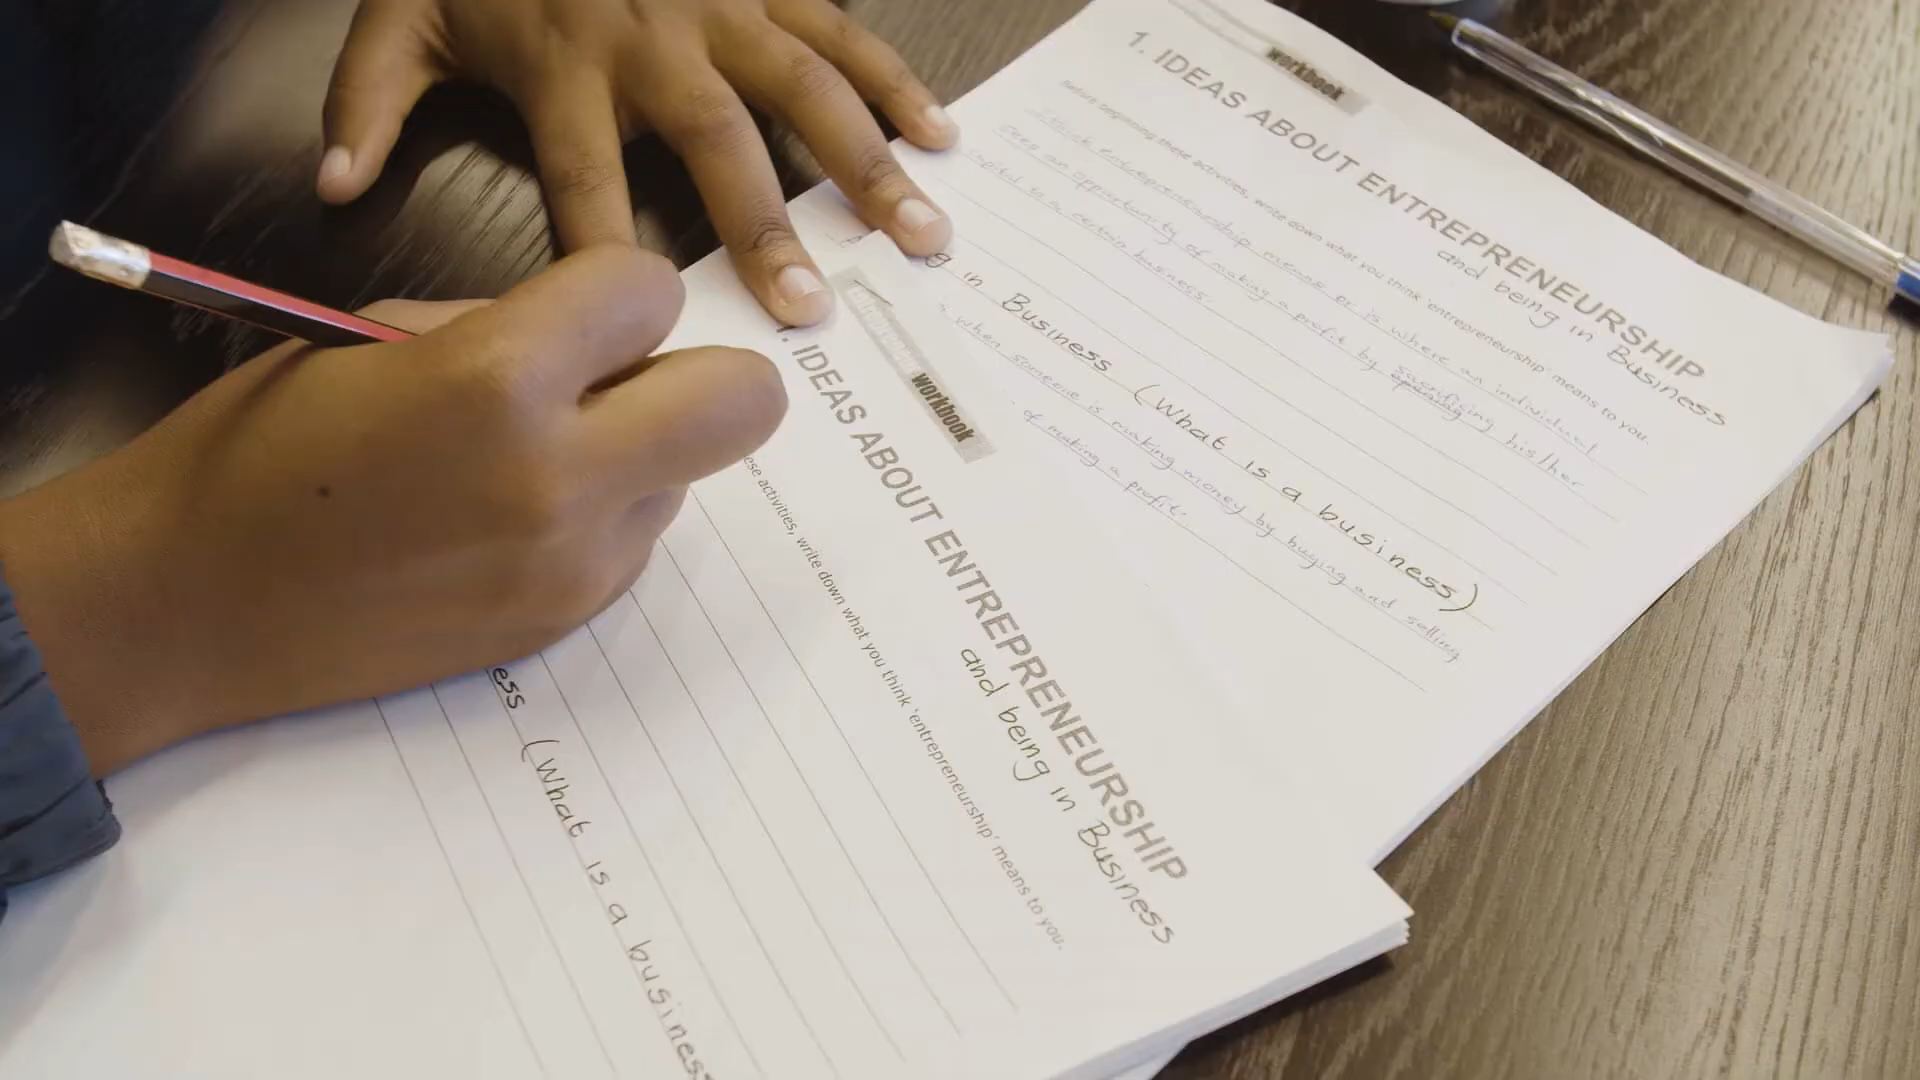 workbook
1. IDEAS ABOUT ENTREPRENEURSHIP
and being in Business
Before beginning these activities, write down what you think 'entrepreneurship' means to you.
I think entrepreneurship means or is where an individual
sees an opportunity of making a profit by sacrifising his/her
capital to a certain business.
g in Business (What is a business)
s when someone is making money by buying and selling
of making a profit.
workbook
1. IDEAS ABOUT ENTREPRENEURSHIP
and being in Business
ese activities, write down what you think 'entrepreneurship' means to you.
ess (What is a business